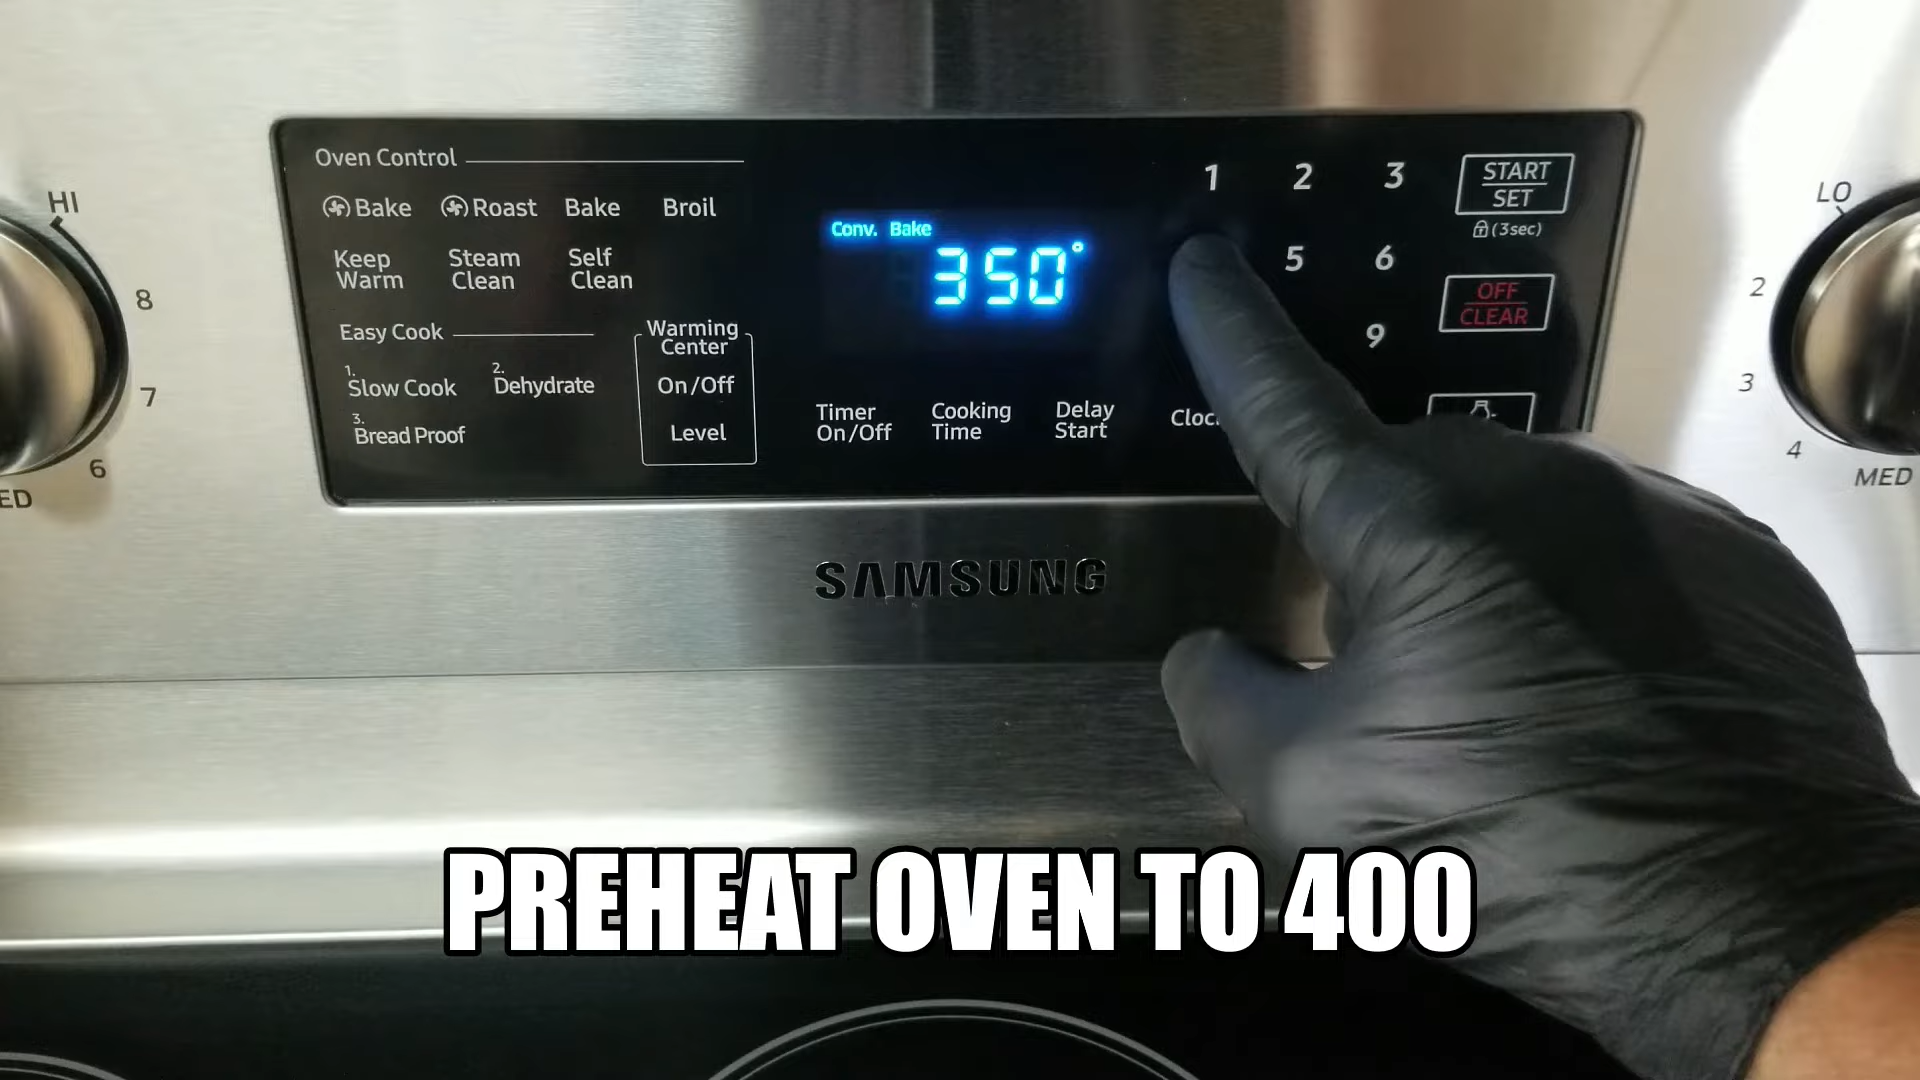 HI
8
7
6
ED
Oven Control
Bake Roast Bake Broil
Keep Warm
Steam Clean
Self Clean
Easy Cook
1. Slow Cook
2. Dehydrate
3. Bread Proof
Warming Center
On/Off
Level
Conv. Bake
350°
Timer On/Off
Cooking Time
Delay Start
1 2 3
5 6
9
START
SET
(3sec)
OFF
CLEAR
LO
2
3
4
MED
SAMSUNG
PREHEAT OVEN TO 400